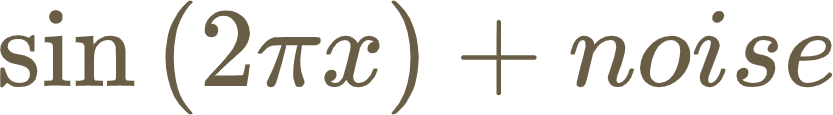 sin (2πx) + noise